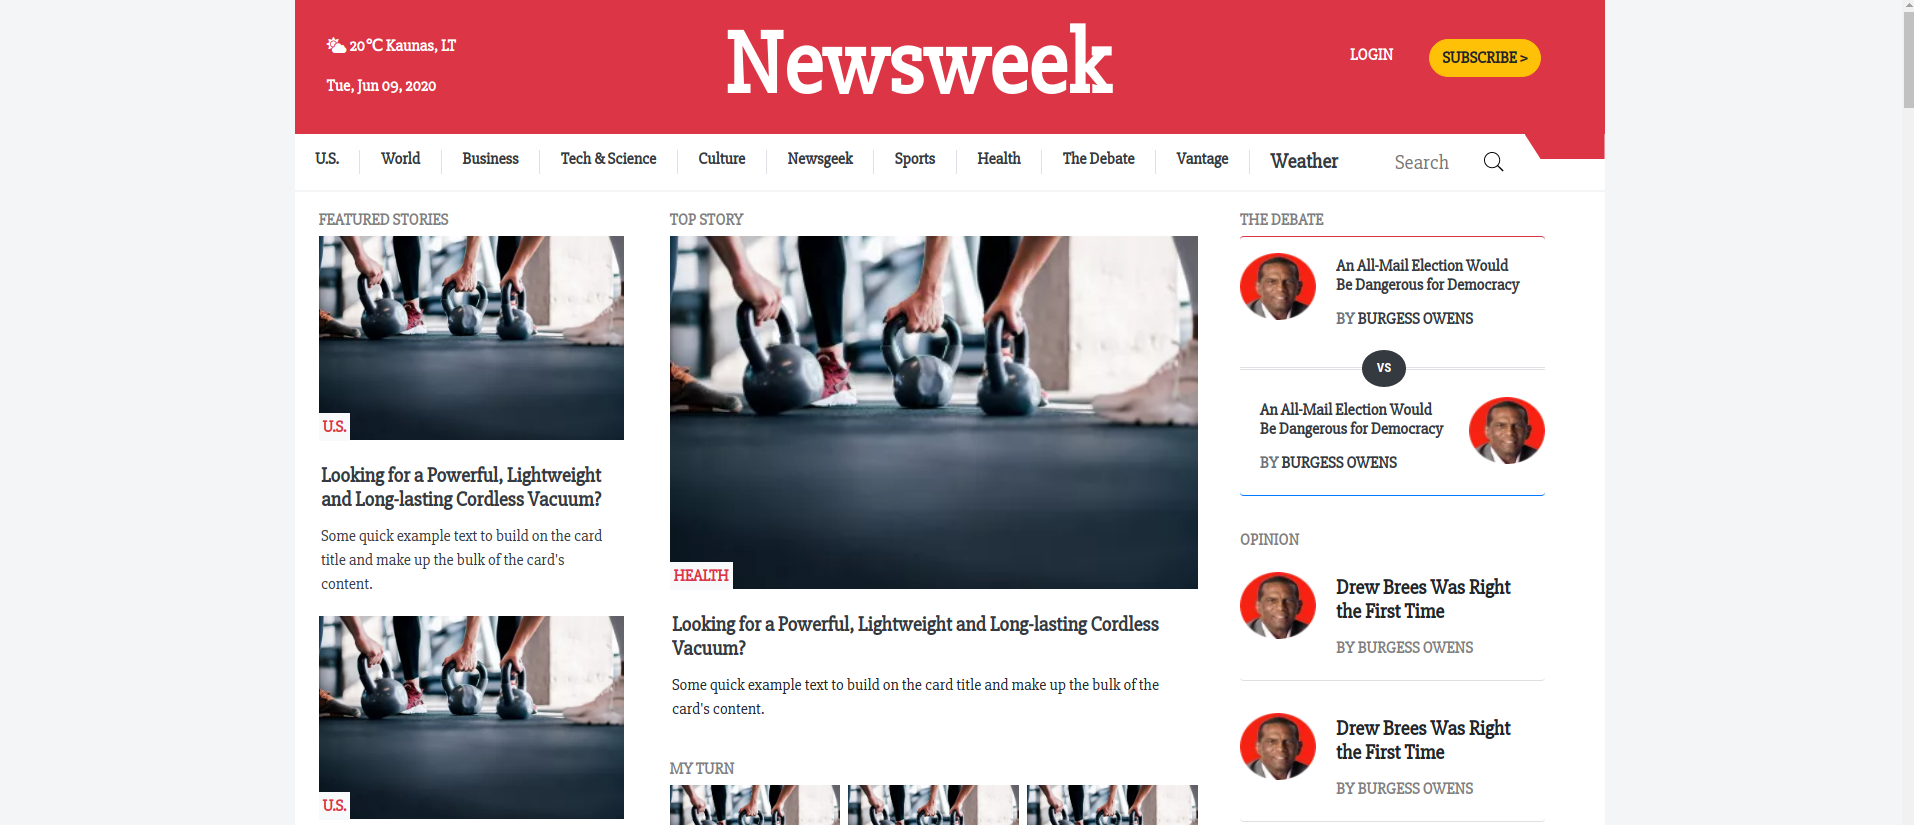 20°C Kaunas, LT
Tue, Jun 09, 2020
Newsweek
LOGIN
SUBSCRIBE >
U.S.
World
Business
Tech & Science
Culture
Newsgeek
Sports
Health
The Debate
Vantage
Weather
Search
FEATURED STORIES
U.S.
Looking for a Powerful, Lightweight
and Long-lasting Cordless Vacuum?
Some quick example text to build on the card
title and make up the bulk of the card's
content.
U.S.
TOP STORY
HEALTH
Looking for a Powerful, Lightweight and Long-lasting Cordless
Vacuum?
Some quick example text to build on the card title and make up the bulk of the
card's content.
MY TURN
THE DEBATE
An All-Mail Election Would
Be Dangerous for Democracy
BY BURGESS OWENS
VS
An All-Mail Election Would
Be Dangerous for Democracy
BY BURGESS OWENS
OPINION
Drew Brees Was Right
the First Time
BY BURGESS OWENS
Drew Brees Was Right
the First Time
BY BURGESS OWENS